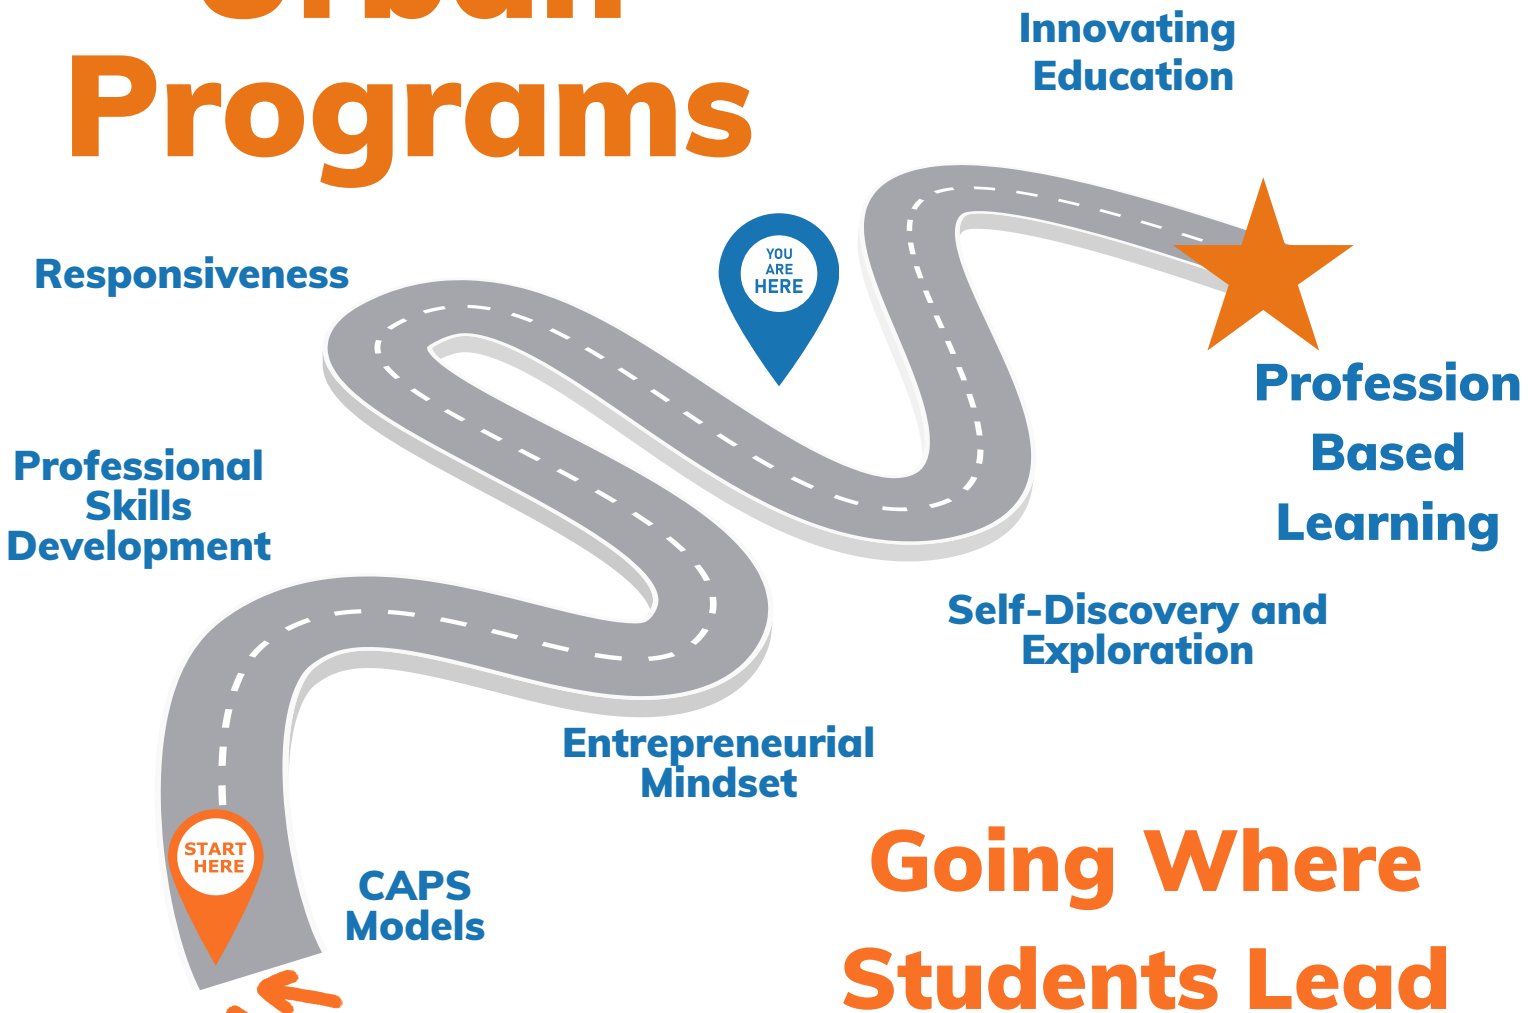 Urban
Programs
Innovating
Education
Responsiveness
YOU
ARE
HERE
Profession
Based
Learning
Professional
Skills
Development
Self-Discovery and
Exploration
Entrepreneurial
Mindset
START
HERE
CAPS
Models
Going Where
Students Lead